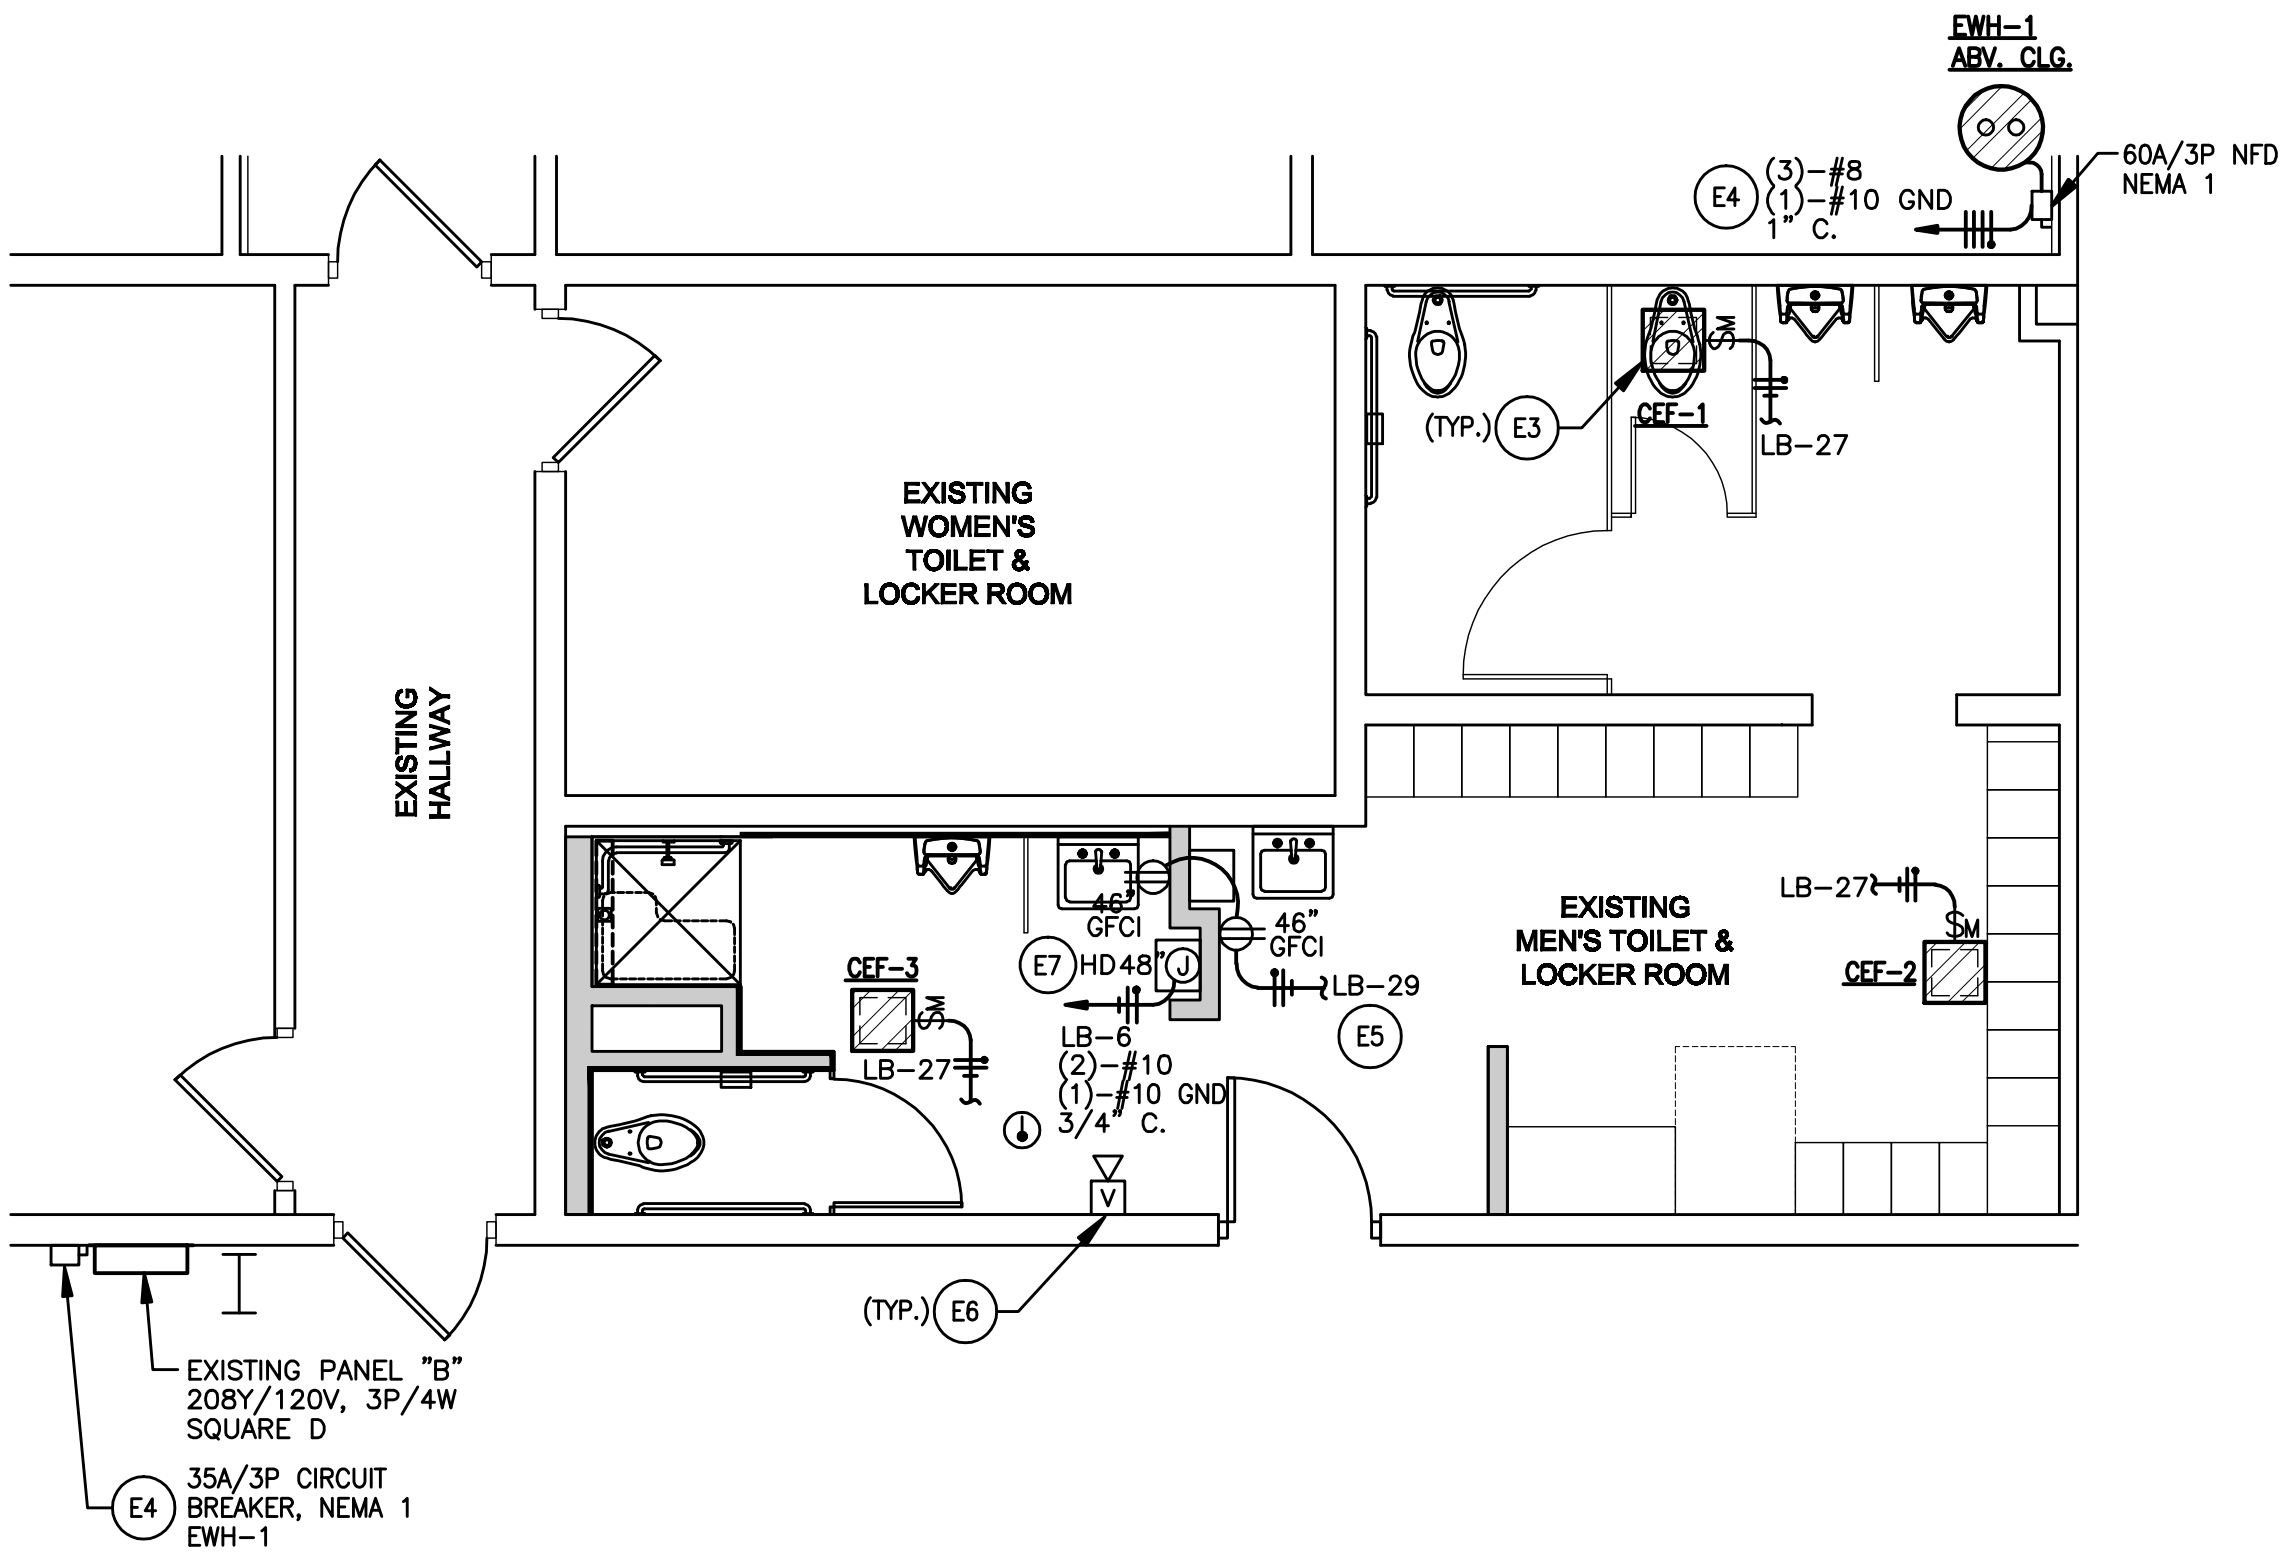 EWH-1
ABV. CLG.
60A/3P NFD
NEMA 1
E4
(3)-#8
(1)-#10 GND
1" C.
SM
(TYP.)
E3
CEF-1
LB-27
EXISTING
WOMEN'S
TOILET &
LOCKER ROOM
EXISTING
HALLWAY
46"
GFCI
46"
GFCI
E7
HD 48"
J
LB-29
E5
LB-6
(2)-#10
(1)-#10 GND
3/4" C.
CEF-3
SM
LB-27
EXISTING
MEN'S TOILET &
LOCKER ROOM
LB-27
SM
CEF-2
V
(TYP.)
E6
EXISTING PANEL "B"
208Y/120V, 3P/4W
SQUARE D
E4
35A/3P CIRCUIT
BREAKER, NEMA 1
EWH-1